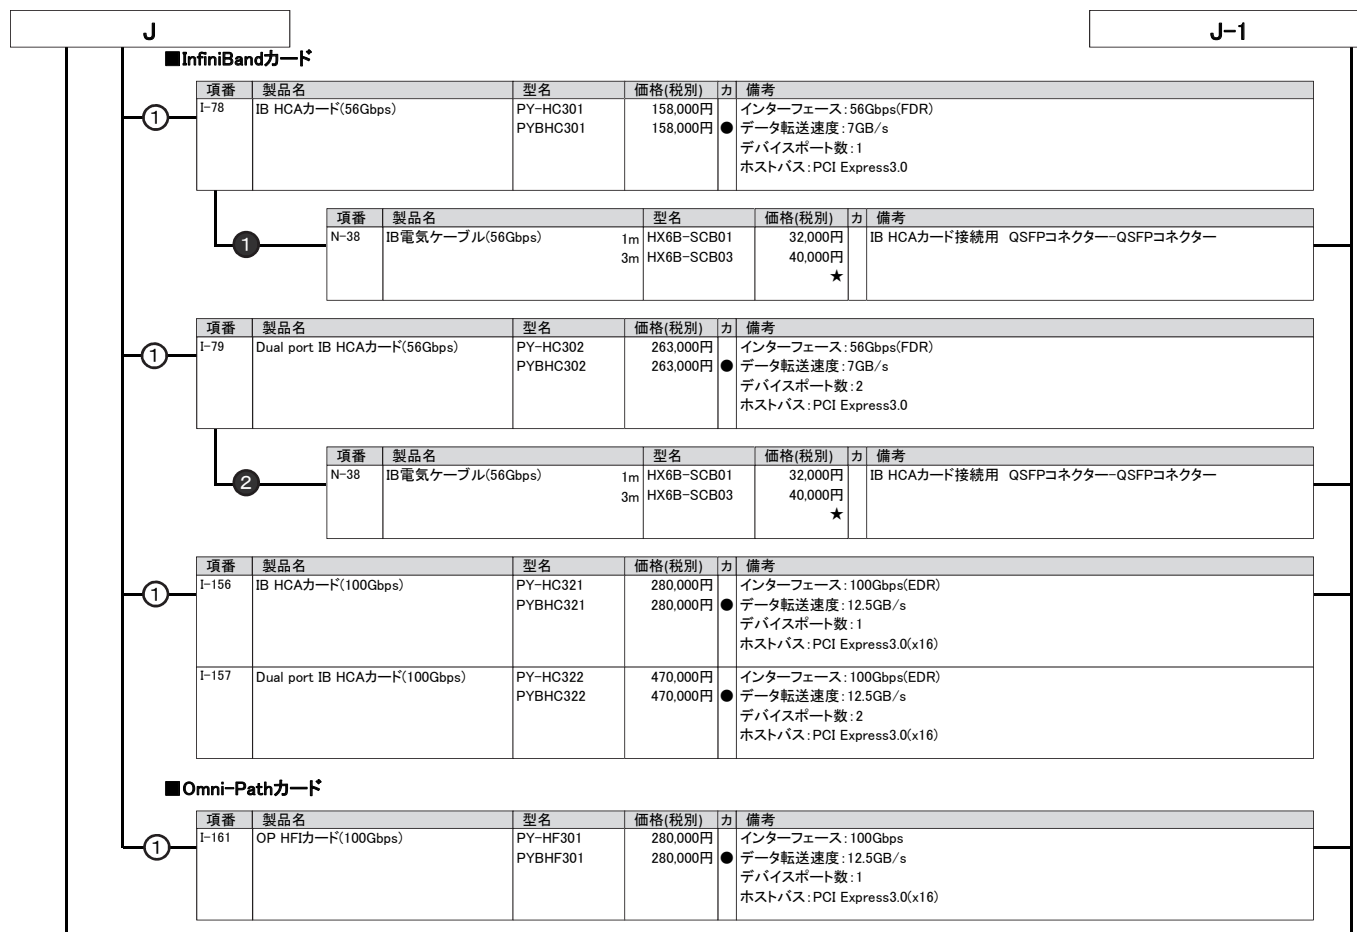 J J-1
■InfiniBandカード
項番 製品名 型名 価格(税別) カ 備考
① I-78 IB HCAカード(56Gbps) PY-HC301 158,000円 インターフェース:56Gbps(FDR)
PYBHC301 158,000円 ● データ転送速度:7GB/s
デバイスポート数:1
ホストバス:PCI Express3.0
項番 製品名 型名 価格(税別) カ 備考
❶ N-38 IB電気ケーブル(56Gbps) 1m HX6B-SCB01 32,000円 IB HCAカード接続用 QSFPコネクター-QSFPコネクター
3m HX6B-SCB03 40,000円
★
項番 製品名 型名 価格(税別) カ 備考
① I-79 Dual port IB HCAカード(56Gbps) PY-HC302 263,000円 インターフェース:56Gbps(FDR)
PYBHC302 263,000円 ● データ転送速度:7GB/s
デバイスポート数:2
ホストバス:PCI Express3.0
項番 製品名 型名 価格(税別) カ 備考
❷ N-38 IB電気ケーブル(56Gbps) 1m HX6B-SCB01 32,000円 IB HCAカード接続用 QSFPコネクター-QSFPコネクター
3m HX6B-SCB03 40,000円
★
項番 製品名 型名 価格(税別) カ 備考
① I-156 IB HCAカード(100Gbps) PY-HC321 280,000円 インターフェース:100Gbps(EDR)
PYBHC321 280,000円 ● データ転送速度:12.5GB/s
デバイスポート数:1
ホストバス:PCI Express3.0(x16)
I-157 Dual port IB HCAカード(100Gbps) PY-HC322 470,000円 インターフェース:100Gbps(EDR)
PYBHC322 470,000円 ● データ転送速度:12.5GB/s
デバイスポート数:2
ホストバス:PCI Express3.0(x16)
■Omni-Pathカード
項番 製品名 型名 価格(税別) カ 備考
① I-161 OP HFIカード(100Gbps) PY-HF301 280,000円 インターフェース:100Gbps
PYBHF301 280,000円 ● データ転送速度:12.5GB/s
デバイスポート数:1
ホストバス:PCI Express3.0(x16)